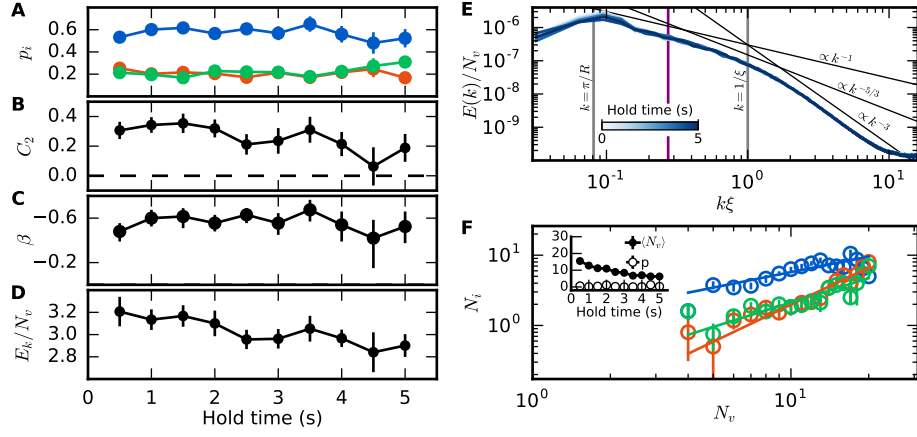 A
p_i
0.6
0.4
0.2
B
C_2
0.4
0.2
0.0
C
β
−0.6
−0.2
D
E_k/N_v
3.2
3.0
2.8
0 1 2 3 4 5
Hold time (s)
E
E(k)/N_v
10^{-6}
10^{-7}
10^{-8}
10^{-9}
k = π/R
k = 1/ξ
∝ k^{-1}
∝ k^{-5/3}
∝ k^{-3}
Hold time (s)
0 5
10^{-1} 10^{0} 10^{1}
kξ
F
N_i
10^{1}
10^{0}
30
20
10
0
⟨N_v⟩
p
0 1 2 3 4 5
Hold time (s)
10^{0} 10^{1}
N_v